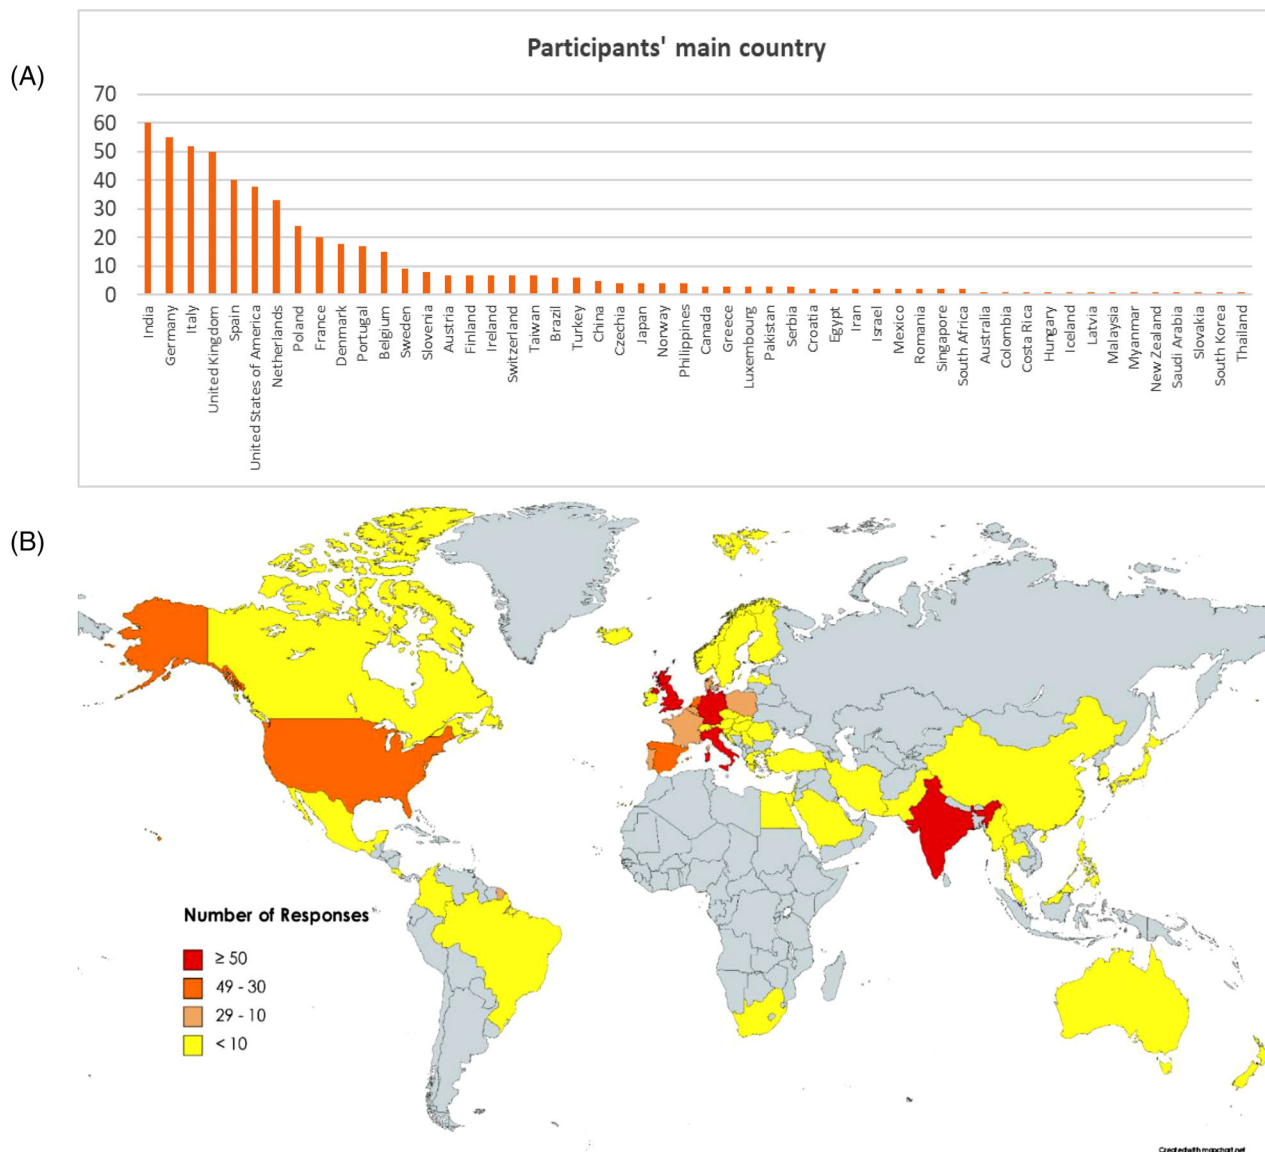 (A)
Participants' main country
70
60
50
40
30
20
10
0
India
Germany
Italy
United Kingdom
Spain
United States of America
Netherlands
Poland
France
Denmark
Portugal
Belgium
Sweden
Slovenia
Austria
Finland
Ireland
Switzerland
Taiwan
Brazil
Turkey
China
Czechia
Japan
Norway
Philippines
Canada
Greece
Luxembourg
Pakistan
Serbia
Croatia
Egypt
Iran
Israel
Mexico
Romania
Singapore
South Africa
Australia
Colombia
Costa Rica
Hungary
Iceland
Latvia
Malaysia
Myanmar
New Zealand
Saudi Arabia
Slovakia
South Korea
Thailand
(B)
Number of Responses
≥ 50
49 - 30
29 - 10
< 10
Created with mapchart.net